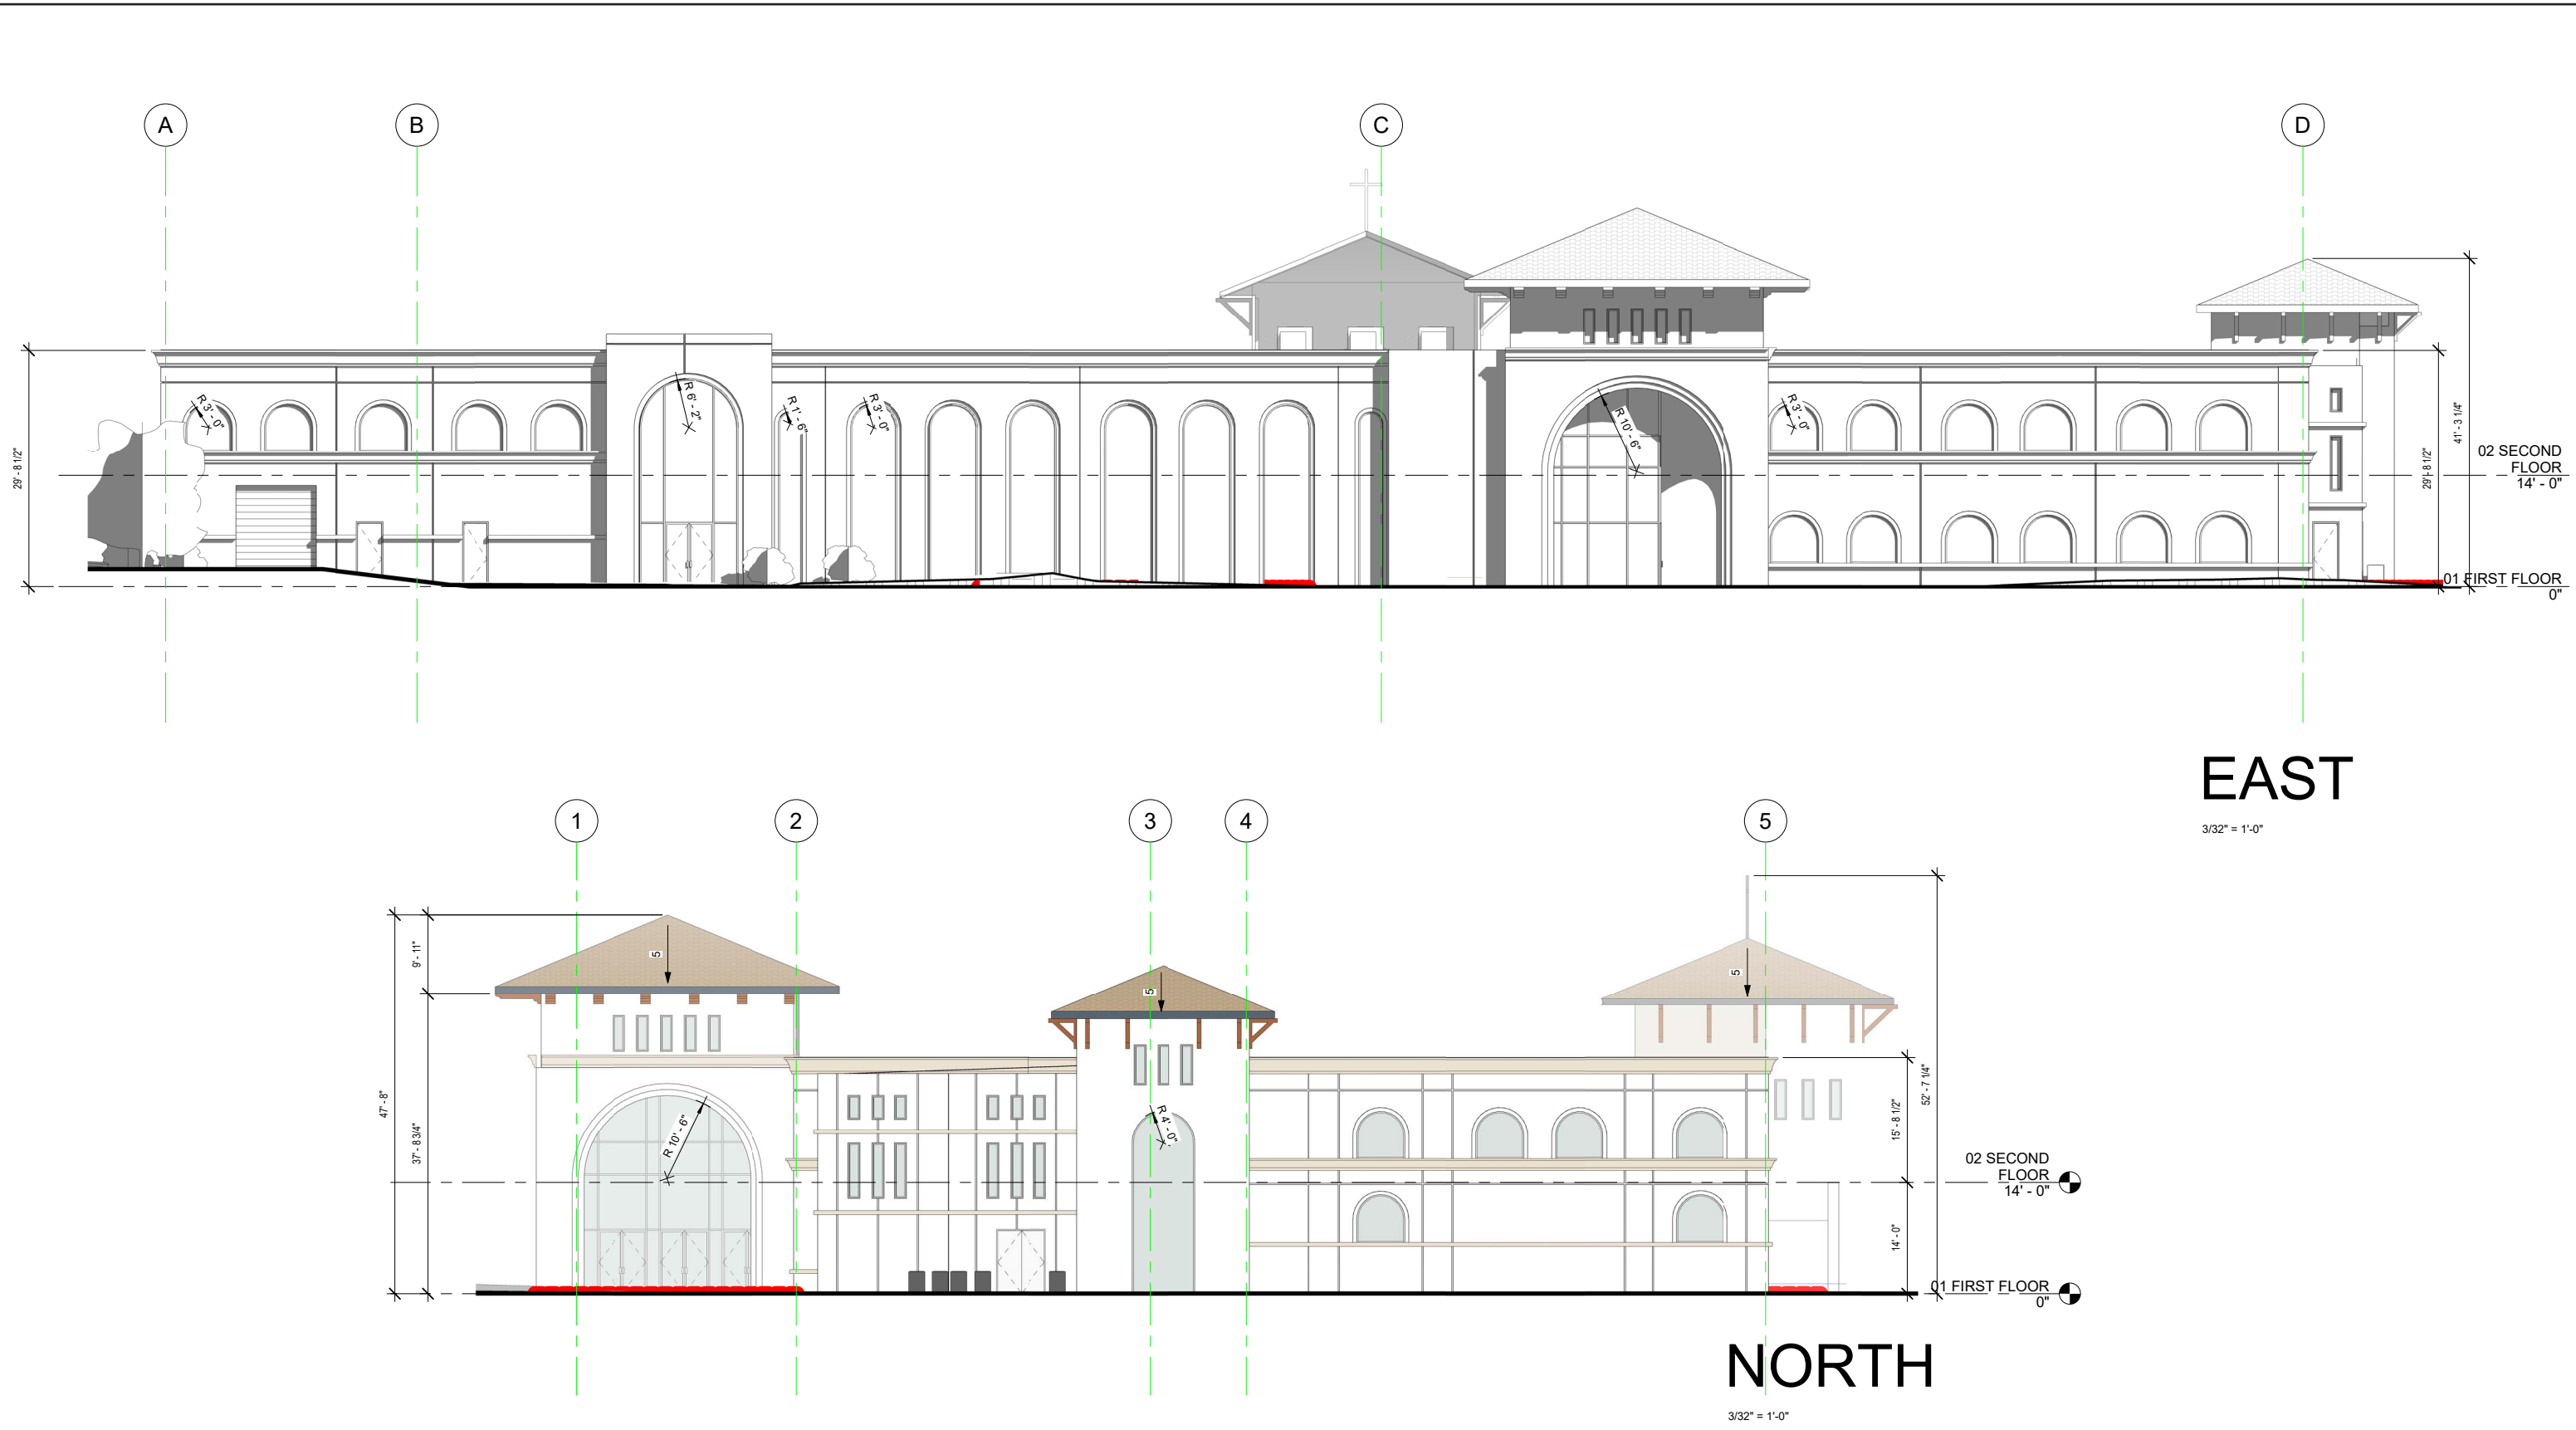 A
B
C
D
29' - 8 1/2"
R 3' - 0"
R 6' - 2"
R 1' - 6"
R 3' - 0"
R 10' - 6"
R 3' - 0"
41' - 3 1/4"
29' - 8 1/2"
02 SECOND
FLOOR
14' - 0"
01 FIRST FLOOR
0"
EAST
3/32" = 1'-0"
1
2
3
4
5
47' - 8"
9' - 11"
37' - 8 3/4"
5
5
5
R 10' - 6"
R 4' - 0"
15' - 8 1/2"
14' - 0"
52' - 7 1/4"
02 SECOND
FLOOR
14' - 0"
01 FIRST FLOOR
0"
NORTH
3/32" = 1'-0"